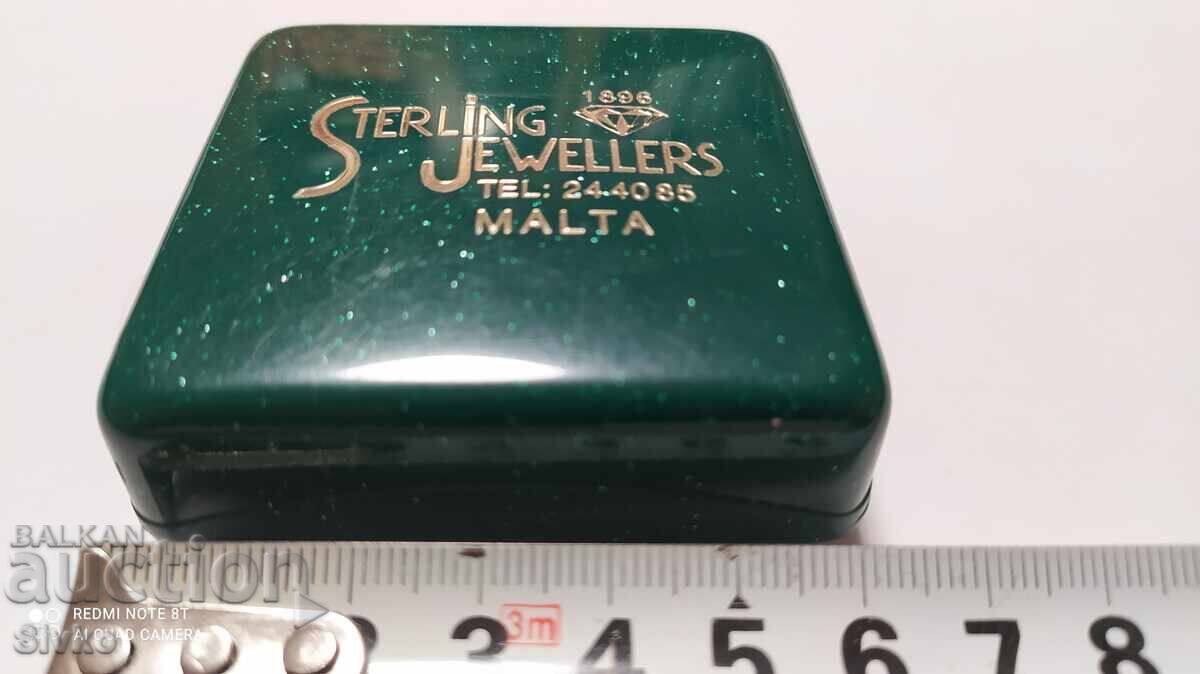 1896
STERLING
JEWELLERS
TEL: 244085
MALTA
BALKAN
auction
REDMI NOTE 8T
AI QUAD CAMERA
sivko
2 3 3m 4 5 6 7 8